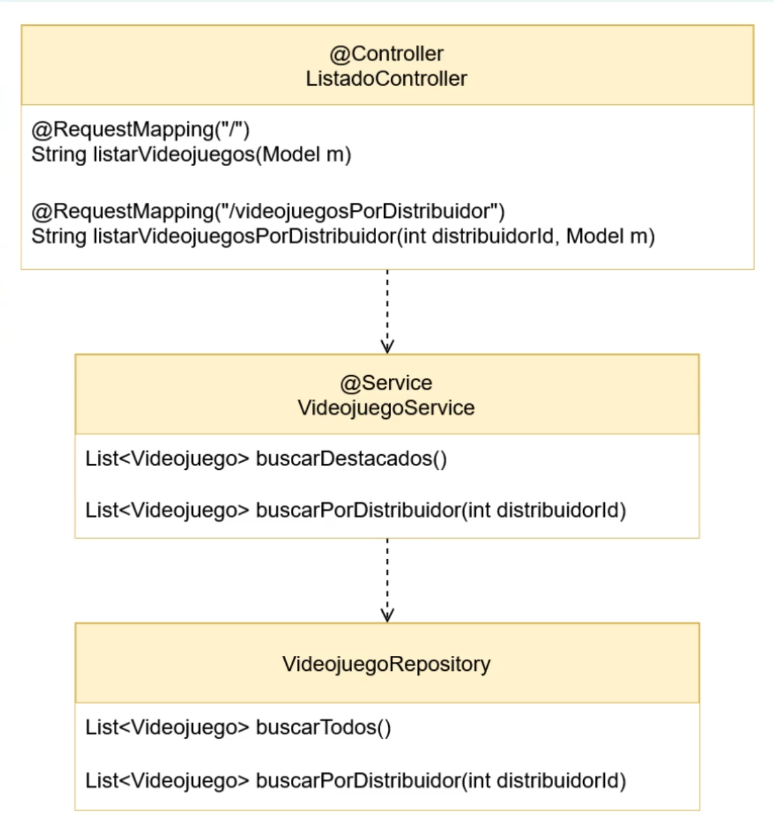 @Controller
ListadoController
@RequestMapping("/")
String listarVideojuegos(Model m)
@RequestMapping("/videojuegosPorDistribuidor")
String listarVideojuegosPorDistribuidor(int distribuidorId, Model m)
@Service
VideojuegoService
List<Videojuego> buscarDestacados()
List<Videojuego> buscarPorDistribuidor(int distribuidorId)
VideojuegoRepository
List<Videojuego> buscarTodos()
List<Videojuego> buscarPorDistribuidor(int distribuidorId)